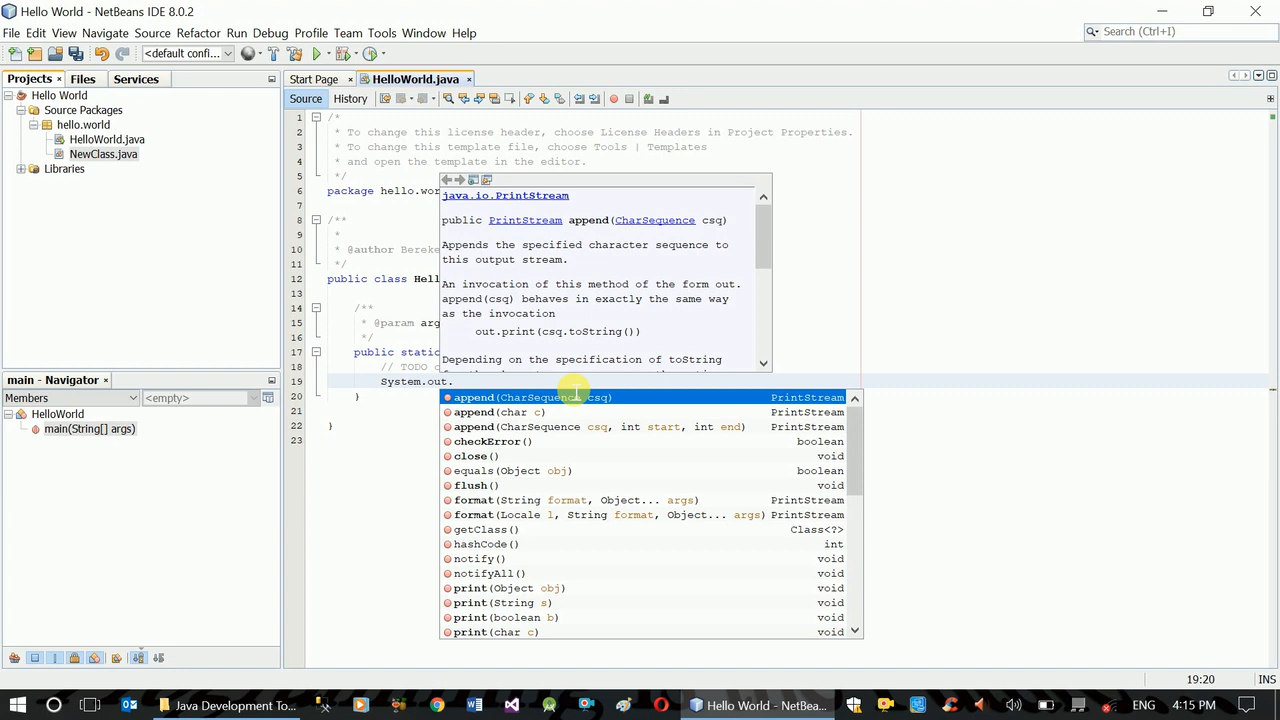 Hello World - NetBeans IDE 8.0.2
File Edit View Navigate Source Refactor Run Debug Profile Team Tools Window Help
Search (Ctrl+I)
<default confi...
Projects Files Services
Start Page HelloWorld.java
Source History
Hello World
Source Packages
hello.world
HelloWorld.java
NewClass.java
Libraries
main - Navigator
Members <empty>
HelloWorld
main(String[] args)
1 /*
2 * To change this license header, choose License Headers in Project Properties.
3 * To change this template file, choose Tools | Templates
4 * and open the template in the editor.
5 */
6 package hello.wor
7
8 /**
9 *
10 * @author Bereke
11 */
12 public class Hell
13
14 /**
15 * @param arg
16 */
17 public static
18 // TODO c
19 System.out.
20 }
21
22 }
23
java.io.PrintStream
public PrintStream append(CharSequence csq)
Appends the specified character sequence to
this output stream.
An invocation of this method of the form out.
append(csq) behaves in exactly the same way
as the invocation
out.print(csq.toString())
Depending on the specification of toString
append(CharSequence csq) PrintStream
append(char c) PrintStream
append(CharSequence csq, int start, int end) PrintStream
checkError() boolean
close() void
equals(Object obj) boolean
flush() void
format(String format, Object... args) PrintStream
format(Locale l, String format, Object... args) PrintStream
getClass() Class<?>
hashCode() int
notify() void
notifyAll() void
print(Object obj) void
print(String s) void
print(boolean b) void
print(char c) void
19:20 INS
Java Development To...
Hello World - NetBea...
ENG 4:15 PM